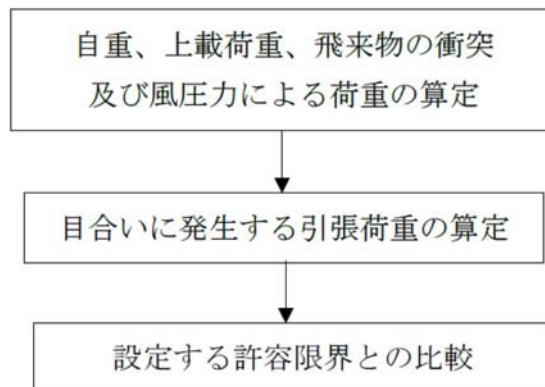 自重、上載荷重、飛来物の衝突
及び風圧力による荷重の算定
目合いに発生する引張荷重の算定
設定する許容限界との比較